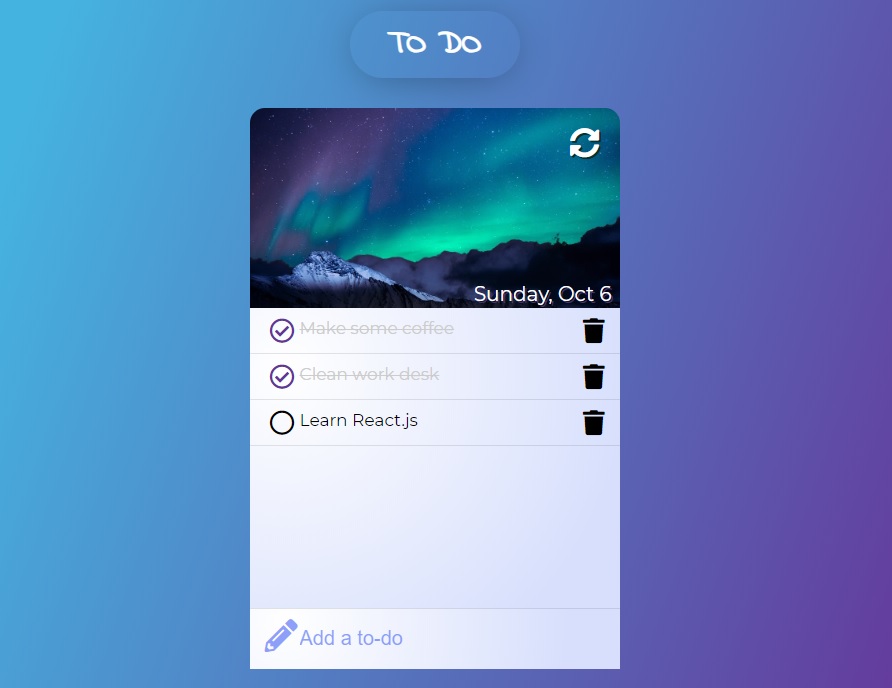 TO DO
Sunday, Oct 6
Make some coffee
Clean work desk
Learn React.js
Add a to-do